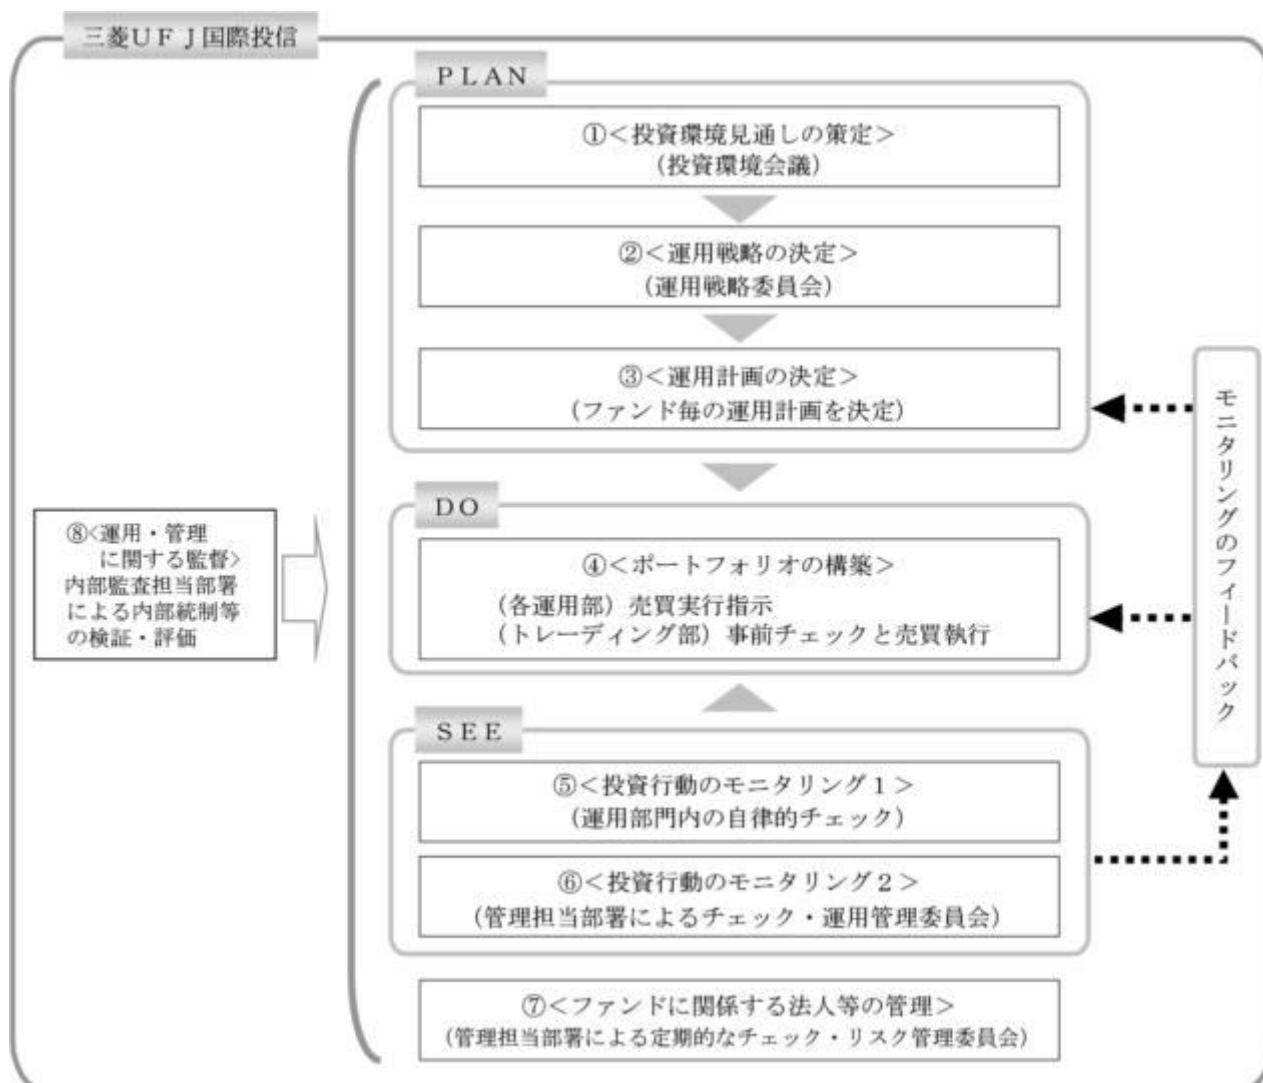 三菱ＵＦＪ国際投信
ＰＬＡＮ
①＜投資環境見通しの策定＞
（投資環境会議）
②＜運用戦略の決定＞
（運用戦略委員会）
③＜運用計画の決定＞
（ファンド毎の運用計画を決定）
ＤＯ
④＜ポートフォリオの構築＞
（各運用部）売買実行指示
（トレーディング部）事前チェックと売買執行
ＳＥＥ
⑤＜投資行動のモニタリング１＞
（運用部門内の自律的チェック）
⑥＜投資行動のモニタリング２＞
（管理担当部署によるチェック・運用管理委員会）
⑦＜ファンドに関係する法人等の管理＞
（管理担当部署による定期的なチェック・リスク管理委員会）
⑧<運用・管理
に関する監督>
内部監査担当部署
による内部統制等
の検証・評価
モニタリングのフィードバック